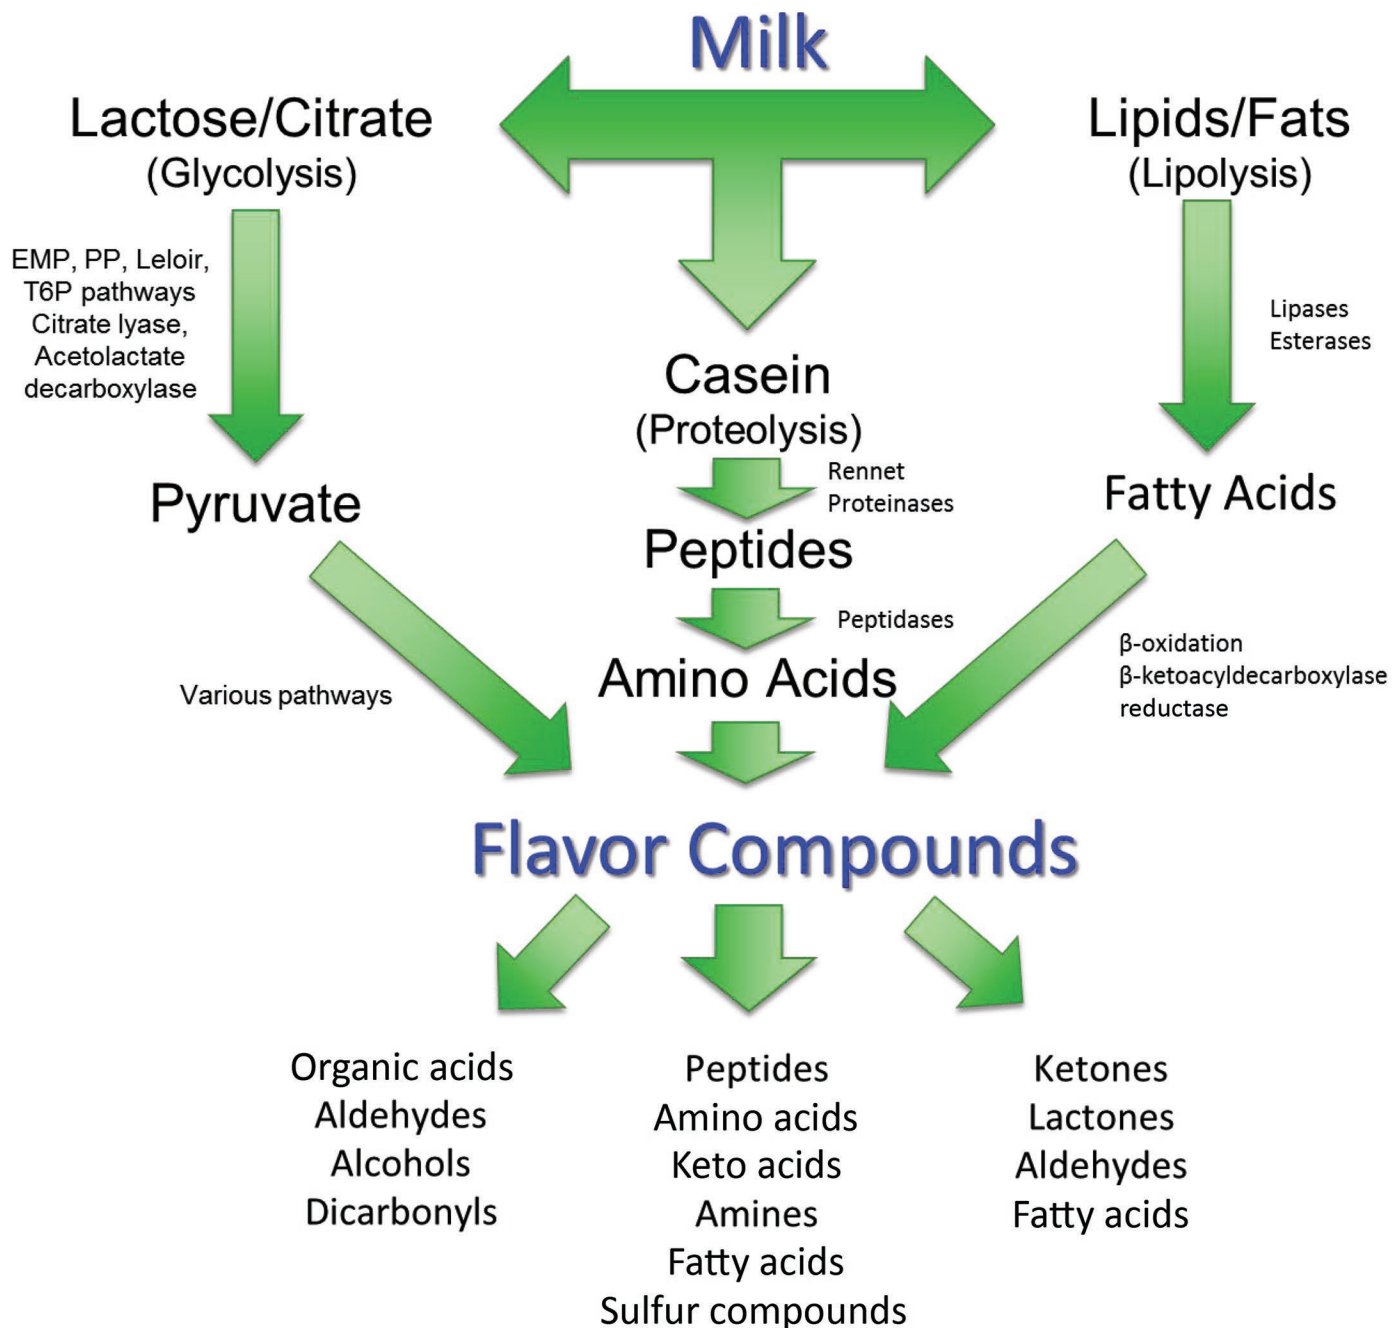 Milk
Lactose/Citrate
(Glycolysis)
Lipids/Fats
(Lipolysis)
EMP, PP, Leloir,
T6P pathways
Citrate lyase,
Acetolactate
decarboxylase
Lipases
Esterases
Casein
(Proteolysis)
Rennet
Proteinases
Pyruvate
Peptides
Fatty Acids
Peptidases
Amino Acids
Various pathways
β-oxidation
β-ketoacyldecarboxylase
reductase
Flavor Compounds
Organic acids
Aldehydes
Alcohols
Dicarbonyls
Peptides
Amino acids
Keto acids
Amines
Fatty acids
Sulfur compounds
Ketones
Lactones
Aldehydes
Fatty acids